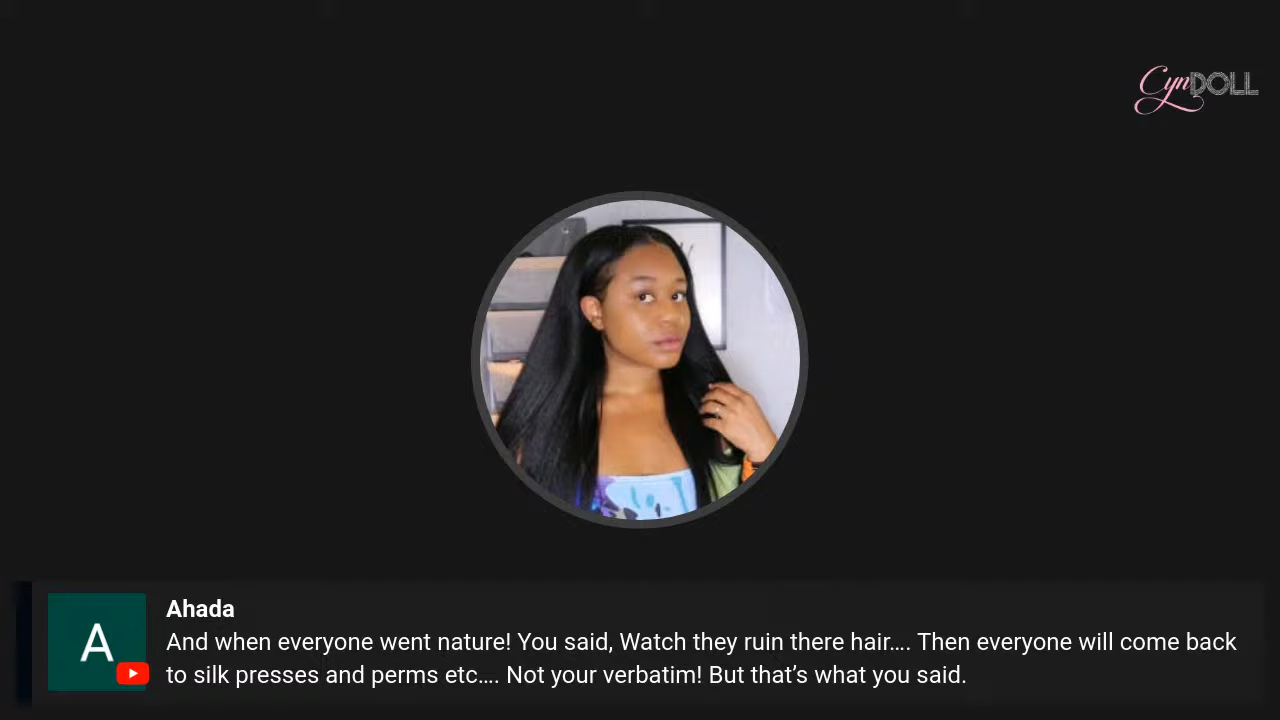 CynDOLL
A
Ahada
And when everyone went nature! You said, Watch they ruin there hair.... Then everyone will come back
to silk presses and perms etc.... Not your verbatim! But that’s what you said.